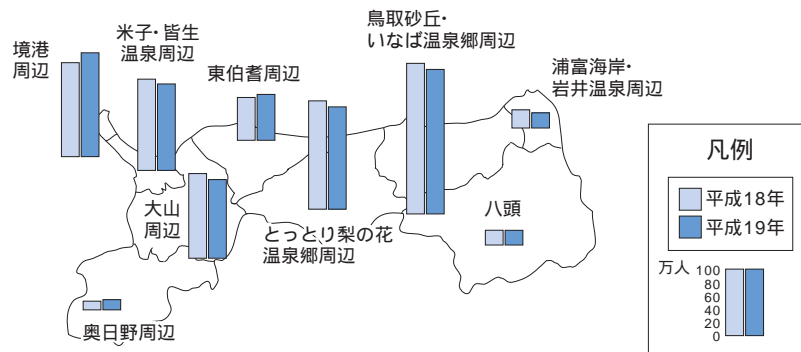 境港
周辺
米子・皆生
温泉周辺
東伯耆周辺
鳥取砂丘・
いなば温泉郷周辺
浦富海岸・
岩井温泉周辺
大山
周辺
とっとり梨の花
温泉郷周辺
八頭
奥日野周辺
凡例
平成18年
平成19年
万人
100
80
60
40
20
0